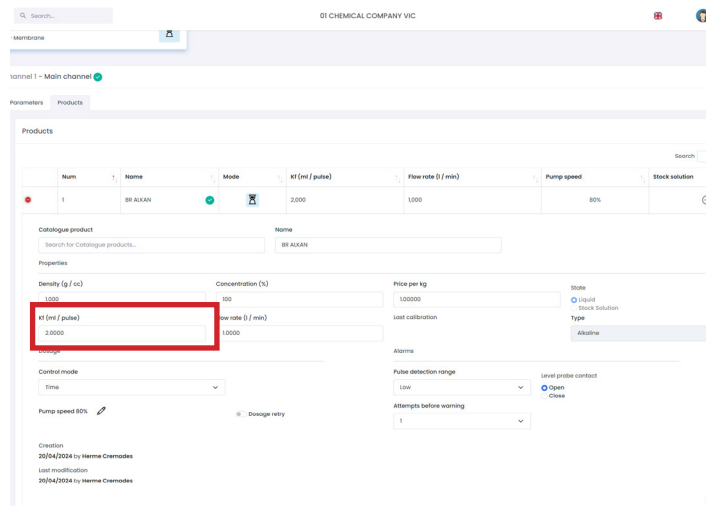 Search...
01 CHEMICAL COMPANY VIC
Membrane
hannel 1 - Main channel
Parameters Products
Products
Search
Num Name Mode Kf (ml / pulse) Flow rate (l / min) Pump speed Stock solution
1 BR ALKAN 2,000 1,000 80%
Catalogue product Name
Search for Catalogue products... BR ALKAN
Properties
Density (g / cc) Concentration (%) Price per kg State
1.000 100 1.00000 Liquid
Stock Solution
Kf (ml / pulse) Flow rate (l / min) Last calibration Type
2.0000 1.0000 Alkaline
Dosage Alarms
Control mode Pulse detection range Level probe contact
Time Low Open
Close
Pump speed 80% Dosage retry Attempts before warning
1
Creation
20/04/2024 by Herme Cremades
Last modification
20/04/2024 by Herme Cremades